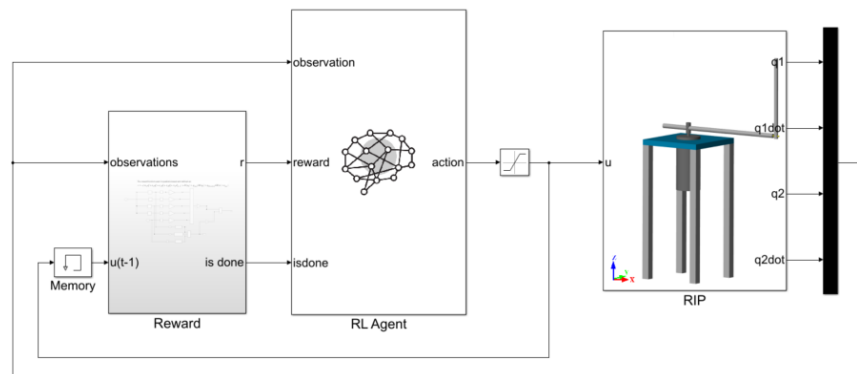 observation
observations
r
reward
action
u(t-1)
is done
isdone
Memory
Reward
RL Agent
u
q1
q1dot
q2
q2dot
RIP
Z
Y
X